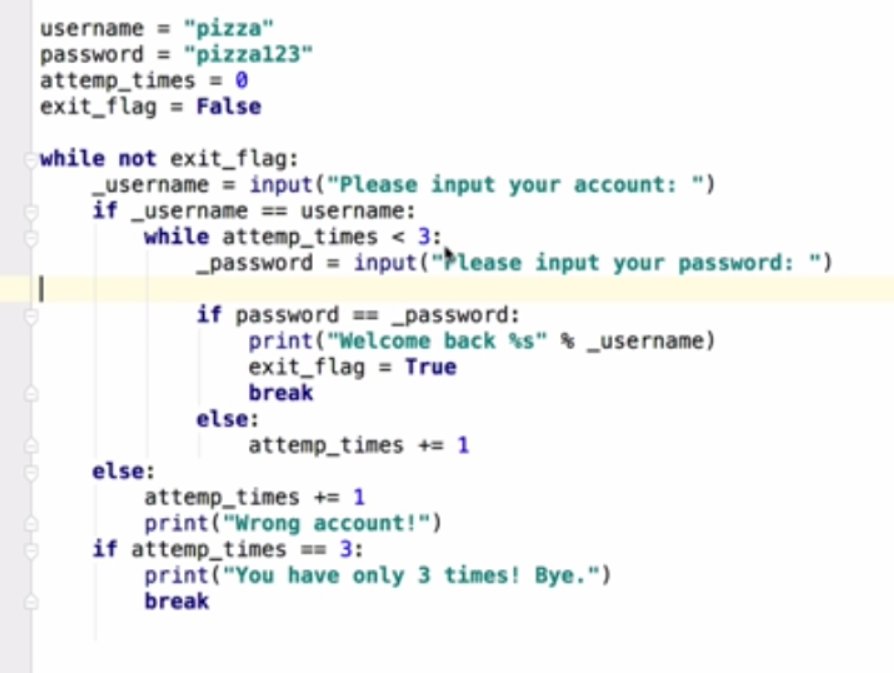 username = "pizza"
password = "pizza123"
attemp_times = 0
exit_flag = False

while not exit_flag:
    _username = input("Please input your account: ")
    if _username == username:
        while attemp_times < 3:
            _password = input("Please input your password: ")

            if password == _password:
                print("Welcome back %s" % _username)
                exit_flag = True
                break
            else:
                attemp_times += 1
    else:
        attemp_times += 1
        print("Wrong account!")
    if attemp_times == 3:
        print("You have only 3 times! Bye.")
        break